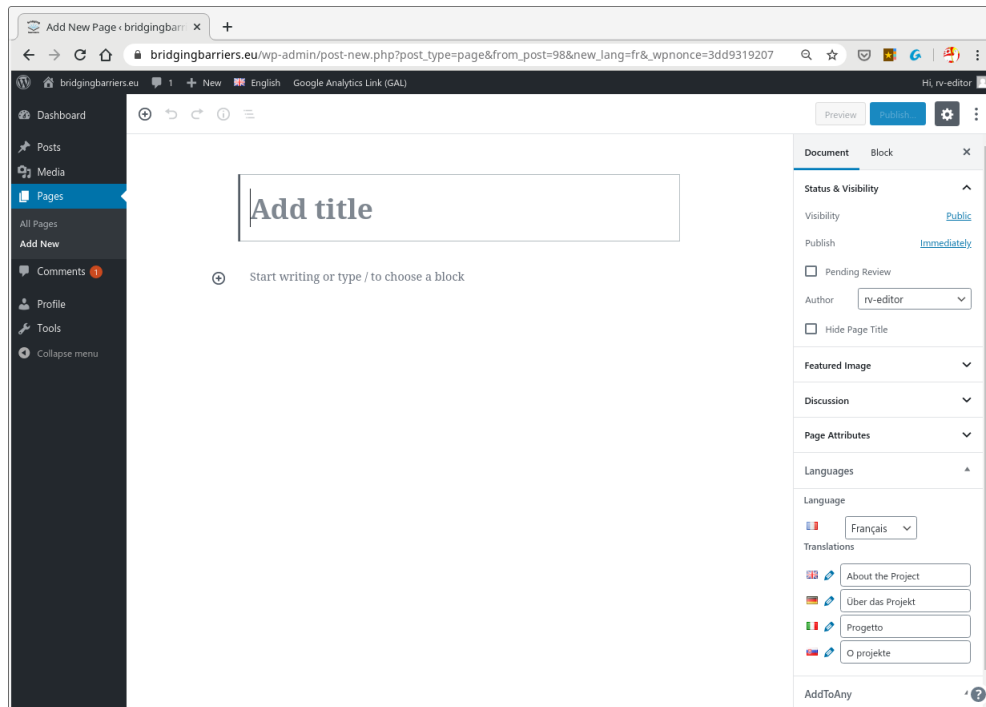 Add New Page ‹ bridgingbarr
bridgingbarriers.eu/wp-admin/post-new.php?post_type=page&from_post=98&new_lang=fr&_wpnonce=3dd9319207
bridgingbarriers.eu 1 New English Google Analytics Link (GAL) Hi, rv-editor
Dashboard
Posts
Media
Pages
All Pages
Add New
Comments 1
Profile
Tools
Collapse menu
Preview Publish...
Add title
Start writing or type / to choose a block
Document Block
Status & Visibility
Visibility Public
Publish Immediately
Pending Review
Author rv-editor
Hide Page Title
Featured Image
Discussion
Page Attributes
Languages
Language
Français
Translations
About the Project
Über das Projekt
Progetto
O projekte
AddToAny